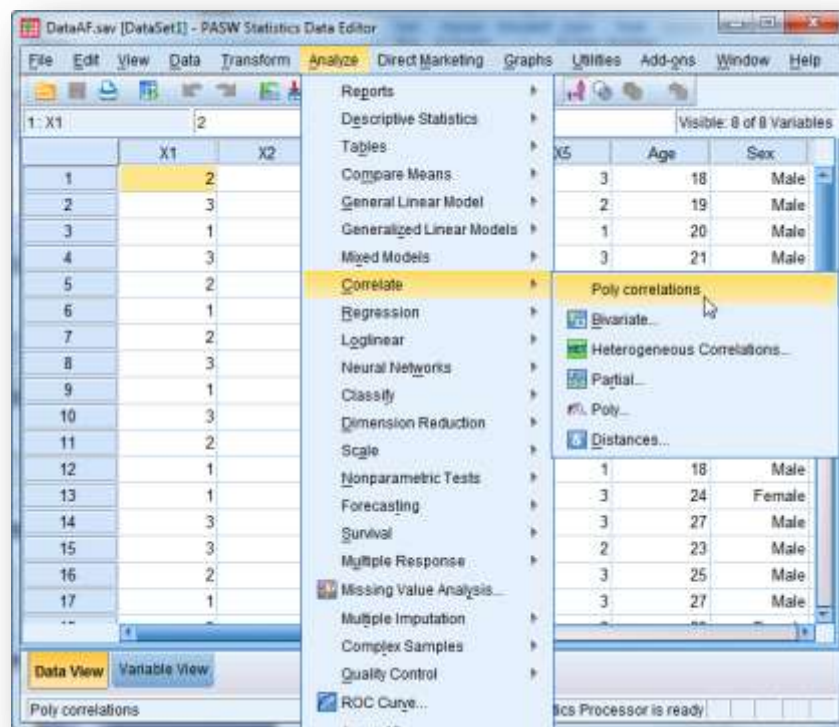 DataAF.sav [DataSet1] - PASW Statistics Data Editor
File Edit View Data Transform Analyze Direct Marketing Graphs Utilities Add-ons Window Help
1 : X1 2 Visible: 8 of 8 Variables
X1 X2 X5 Age Sex
1 2 3 18 Male
2 3 2 19 Male
3 1 1 20 Male
4 3 3 21 Male
5 2
6 1
7 2
8 3
9 1
10 3
11 2
12 1 1 18 Male
13 1 3 24 Female
14 3 3 27 Male
15 3 2 23 Male
16 2 3 25 Male
17 1 3 27 Male
Reports
Descriptive Statistics
Tables
Compare Means
General Linear Model
Generalized Linear Models
Mixed Models
Correlate
Regression
Loglinear
Neural Networks
Classify
Dimension Reduction
Scale
Nonparametric Tests
Forecasting
Survival
Multiple Response
Missing Value Analysis...
Multiple Imputation
Complex Samples
Quality Control
ROC Curve...
Poly correlations
Bivariate...
Heterogeneous Correlations...
Partial...
Poly...
Distances...
Data View Variable View
Poly correlations tics Processor is ready